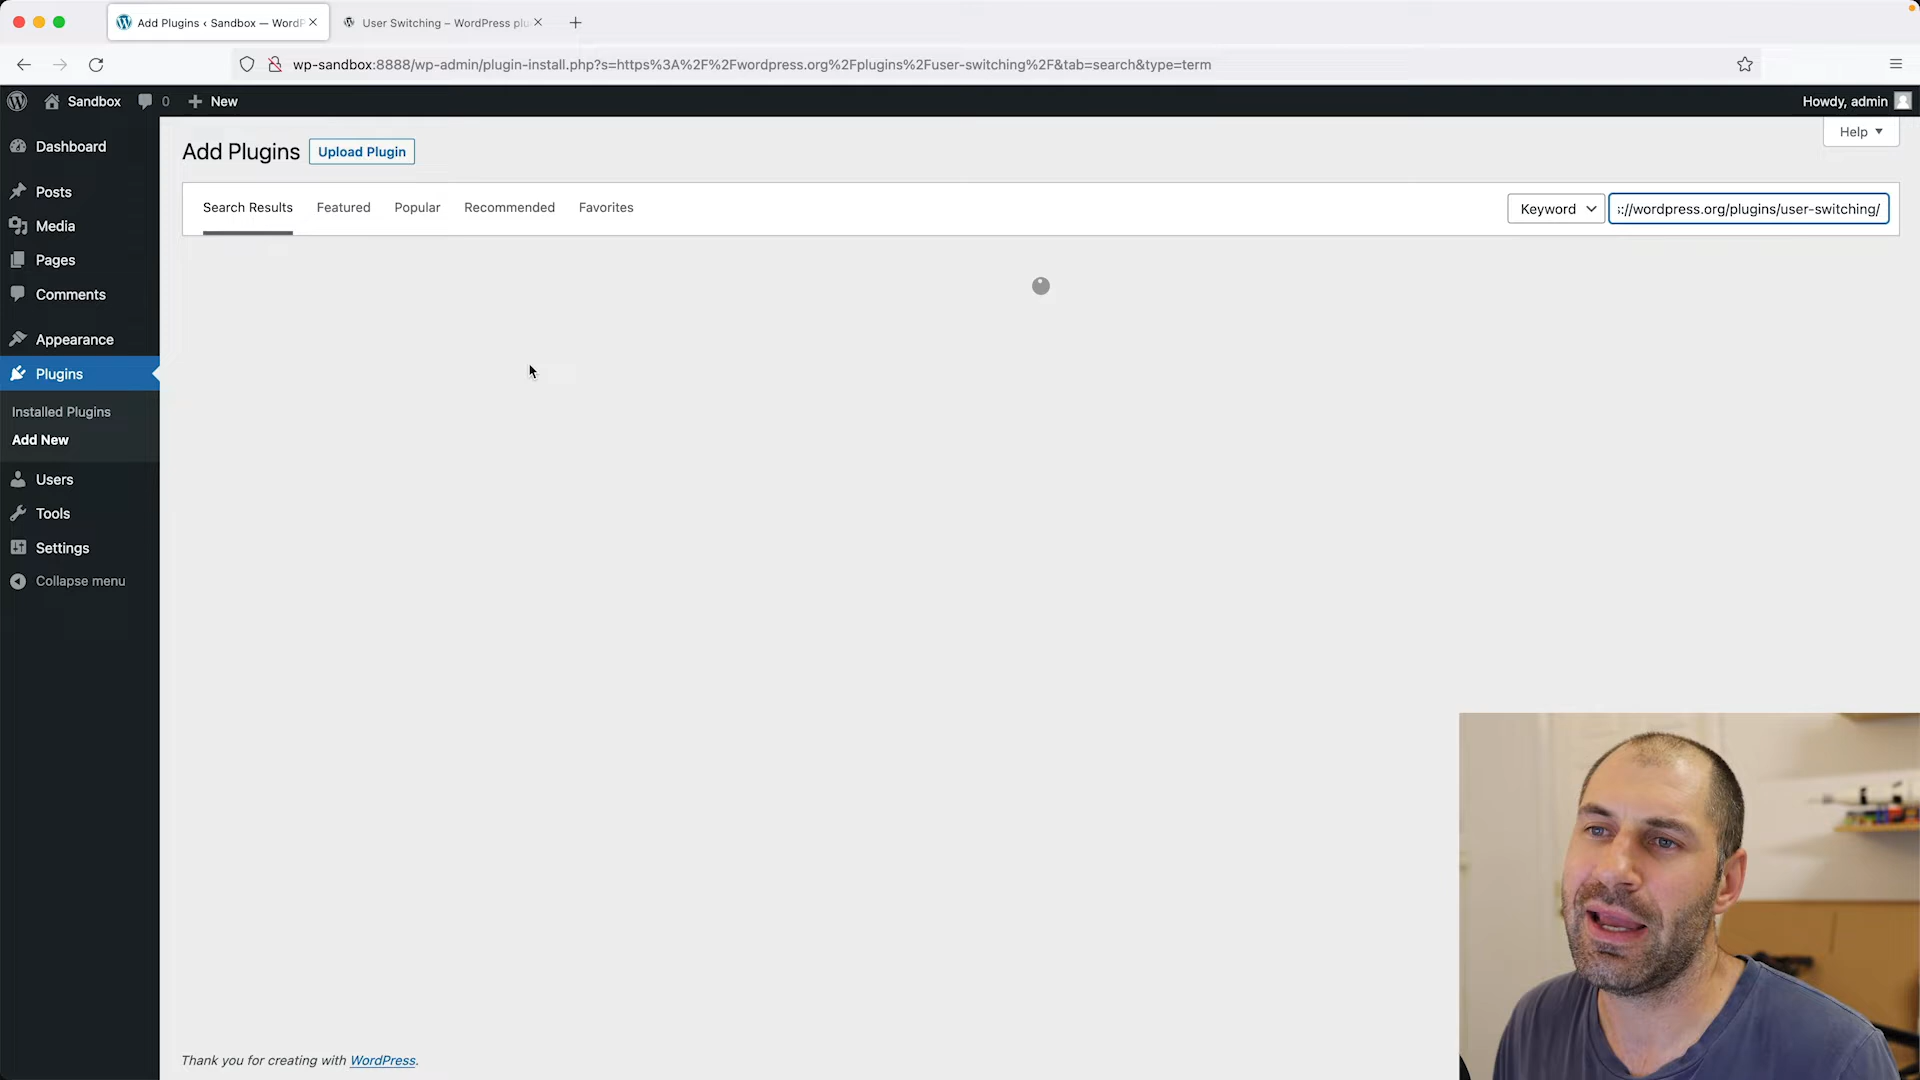 Add Plugins ‹ Sandbox — WordP
User Switching – WordPress plu
wp-sandbox:8888/wp-admin/plugin-install.php?s=https%3A%2F%2Fwordpress.org%2Fplugins%2Fuser-switching%2F&tab=search&type=term
Sandbox
0
New
Howdy, admin
Help
Dashboard
Posts
Media
Pages
Comments
Appearance
Plugins
Installed Plugins
Add New
Users
Tools
Settings
Collapse menu
Add Plugins
Upload Plugin
Search Results
Featured
Popular
Recommended
Favorites
Keyword
://wordpress.org/plugins/user-switching/
Thank you for creating with WordPress.